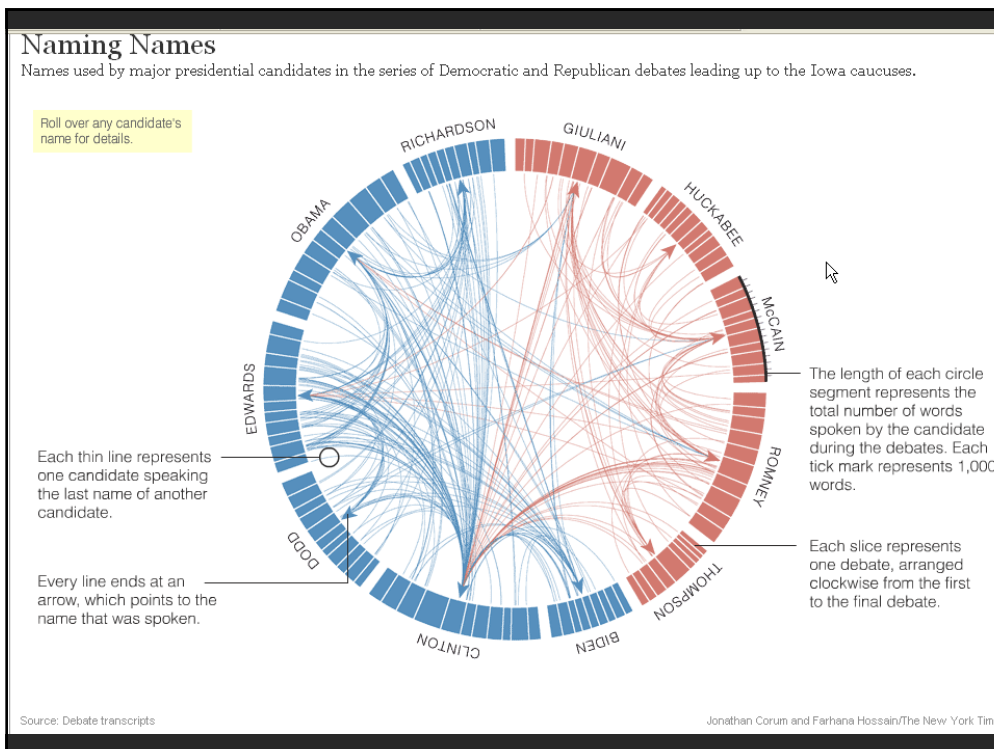 Naming Names
Names used by major presidential candidates in the series of Democratic and Republican debates leading up to the Iowa caucuses.
Roll over any candidate's
name for details.
RICHARDSON
GIULIANI
OBAMA
HUCKABEE
McCAIN
EDWARDS
ROMNEY
DODD
THOMPSON
CLINTON
BIDEN
The length of each circle
segment represents the
total number of words
spoken by the candidate
during the debates. Each
tick mark represents 1,000
words.
Each thin line represents
one candidate speaking
the last name of another
candidate.
Each slice represents
one debate, arranged
clockwise from the first
to the final debate.
Every line ends at an
arrow, which points to the
name that was spoken.
Source: Debate transcripts
Jonathan Corum and Farhana Hossain/The New York Tim